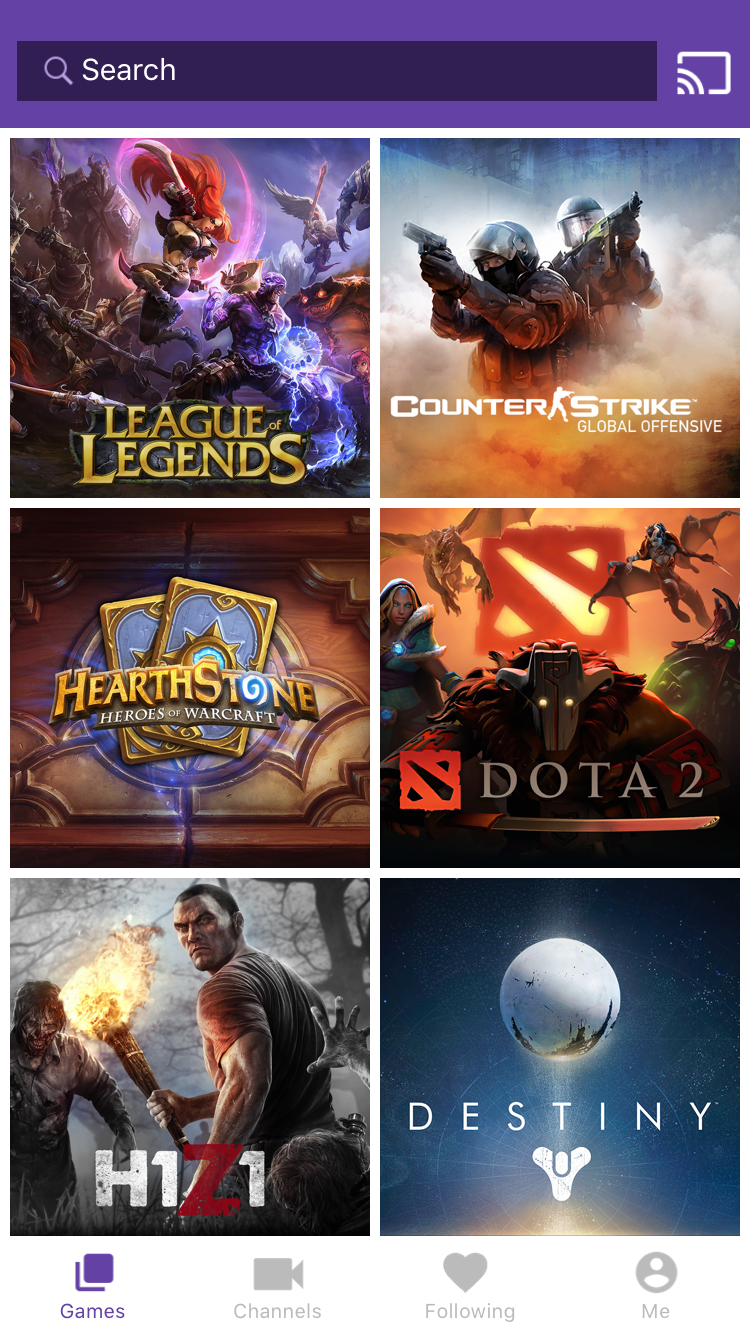 Search
LEAGUE of
LEGENDS
COUNTER STRIKE™
GLOBAL OFFENSIVE
HEARTHSTONE
HEROES OF WARCRAFT
DOTA 2
H1Z1
DESTINY
Games
Channels
Following
Me